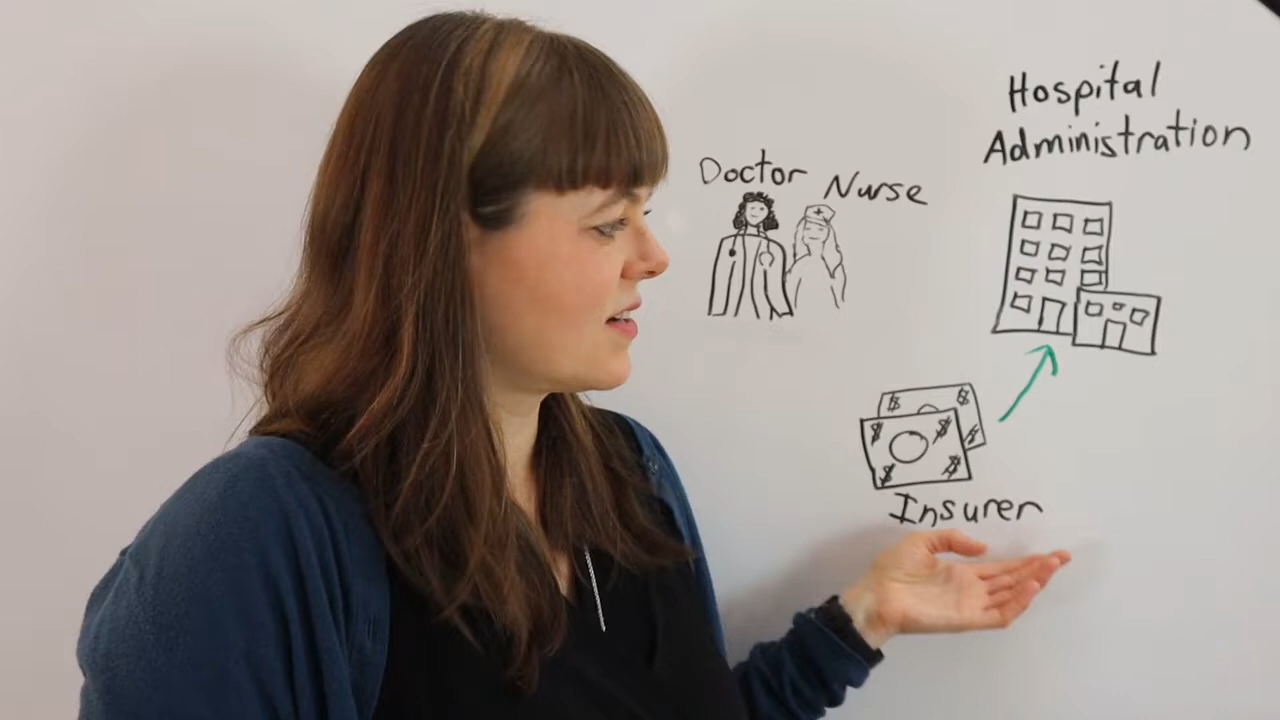 Hospital
Administration
Doctor Nurse
$ $
$ $ $
$ $
Insurer